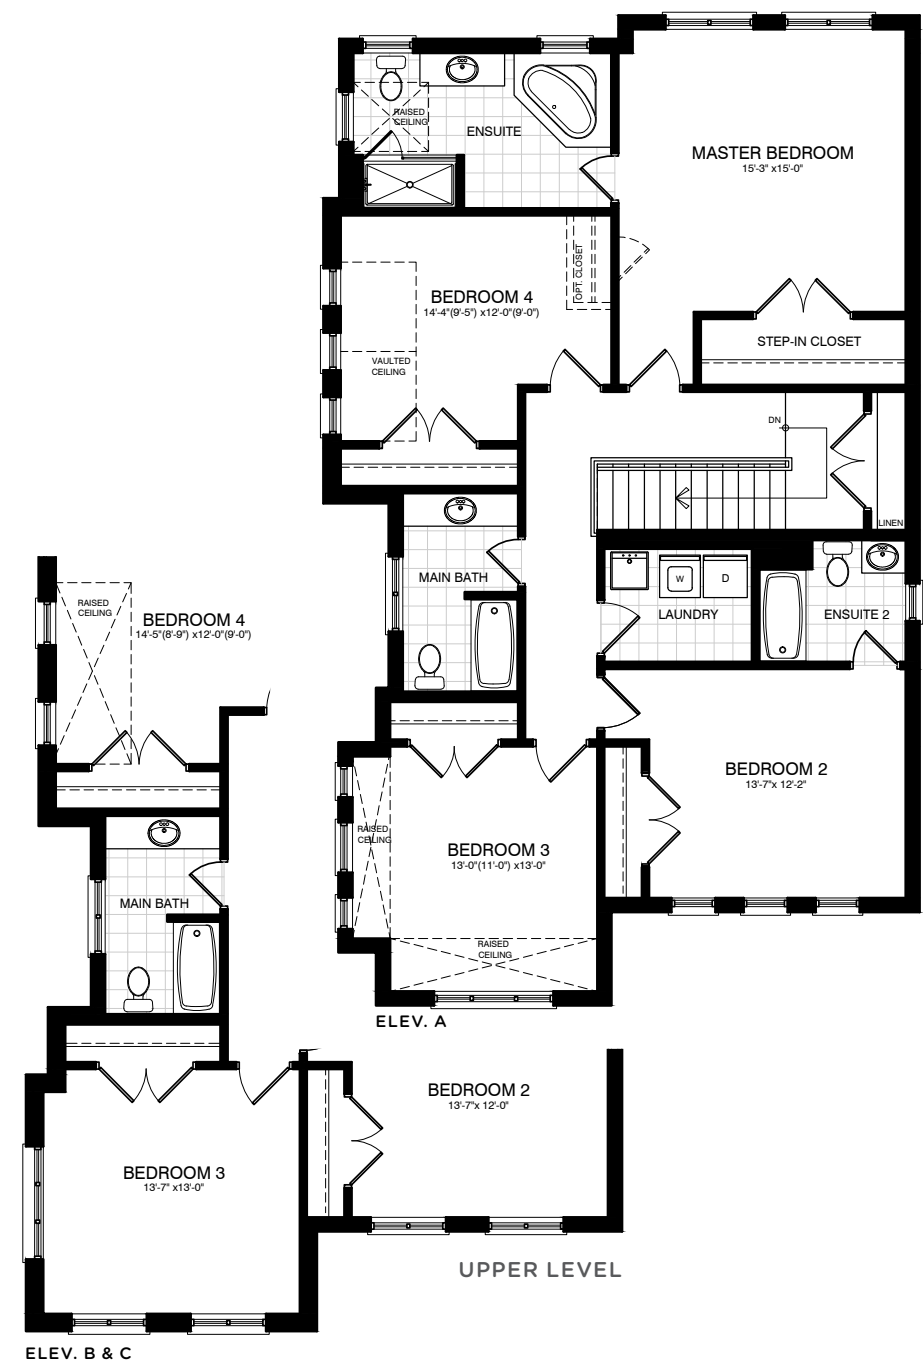 RAISED
CEILING
ENSUITE
MASTER BEDROOM
15'-3" x15'-0"
OPT. CLOSET
BEDROOM 4
14'-4"(9'-5") x12'-0"(9'-0")
VAULTED
CEILING
STEP-IN CLOSET
DN
LINEN
MAIN BATH
W
D
LAUNDRY
ENSUITE 2
BEDROOM 2
13'-7"x 12'-2"
RAISED
CEILING
BEDROOM 3
13'-0"(11'-0") x13'-0"
RAISED
CEILING
ELEV. A
RAISED
CEILING
BEDROOM 4
14'-5"(8'-9") x12'-0"(9'-0")
MAIN BATH
BEDROOM 2
13'-7"x 12'-0"
BEDROOM 3
13'-7" x13'-0"
UPPER LEVEL
ELEV. B & C